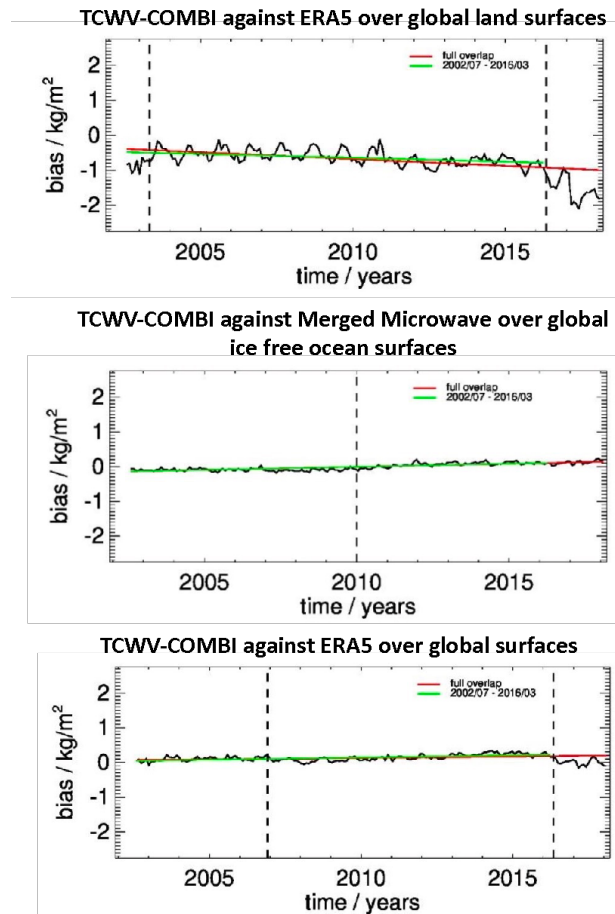 TCWV-COMBI against ERA5 over global land surfaces
full overlap
2002/07 - 2016/03
2
1
0
-1
-2
bias / kg/m²
2005 2010 2015
time / years
TCWV-COMBI against Merged Microwave over global
ice free ocean surfaces
full overlap
2002/07 - 2016/03
2
1
0
-1
-2
bias / kg/m²
2005 2010 2015
time / years
TCWV-COMBI against ERA5 over global surfaces
full overlap
2002/07 - 2016/03
2
1
0
-1
-2
bias / kg/m²
2005 2010 2015
time / years